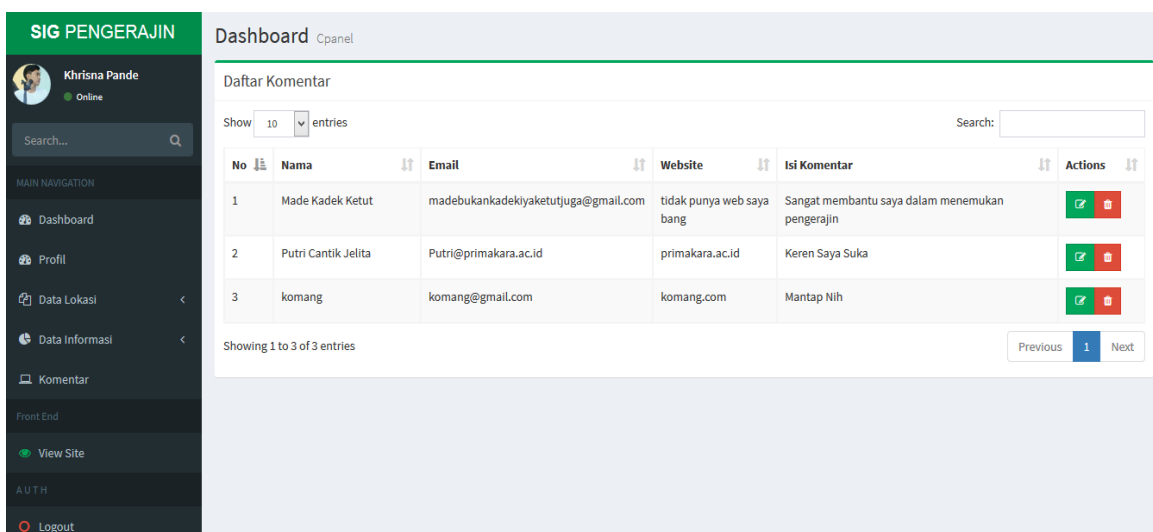 SIG PENGERAJIN
Khrisna Pande
Online
Search...
MAIN NAVIGATION
Dashboard
Profil
Data Lokasi
Data Informasi
Komentar
Front End
View Site
AUTH
Logout
Dashboard Cpanel
Daftar Komentar
Show 10 entries
Search:
No Nama Email Website Isi Komentar Actions
1 Made Kadek Ketut madebukankadekiyaketutjuga@gmail.com tidak punya web saya Sangat membantu saya dalam menemukan
bang pengerajin
2 Putri Cantik Jelita Putri@primakara.ac.id primakara.ac.id Keren Saya Suka
3 komang komang@gmail.com komang.com Mantap Nih
Showing 1 to 3 of 3 entries
Previous 1 Next